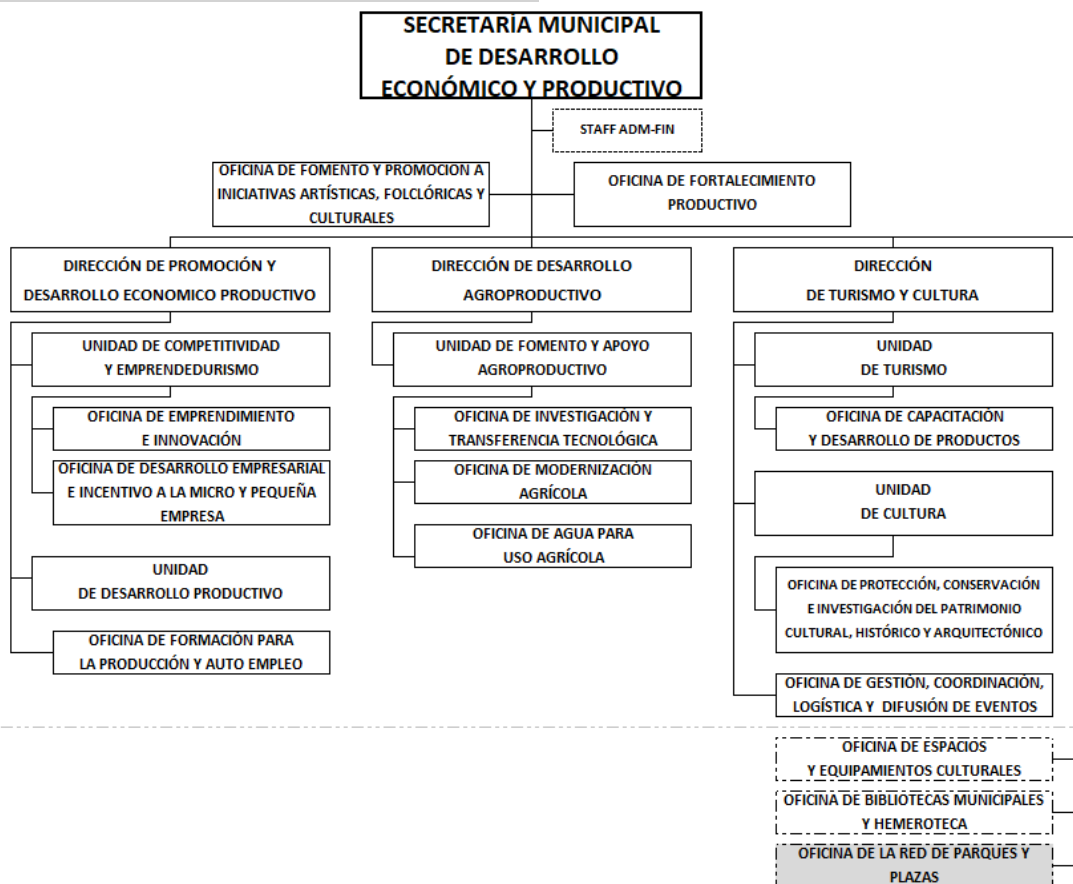 SECRETARÍA MUNICIPAL
DE DESARROLLO
ECONÓMICO Y PRODUCTIVO
STAFF ADM-FIN
OFICINA DE FOMENTO Y PROMOCION A
INICIATIVAS ARTÍSTICAS, FOLCLÓRICAS Y
CULTURALES
OFICINA DE FORTALECIMIENTO
PRODUCTIVO
DIRECCIÓN DE PROMOCIÓN Y
DESARROLLO ECONOMICO PRODUCTIVO
UNIDAD DE COMPETITIVIDAD
Y EMPRENDEDURISMO
OFICINA DE EMPRENDIMIENTO
E INNOVACIÓN
OFICINA DE DESARROLLO EMPRESARIAL
E INCENTIVO A LA MICRO Y PEQUEÑA
EMPRESA
UNIDAD
DE DESARROLLO PRODUCTIVO
OFICINA DE FORMACIÓN PARA
LA PRODUCCIÓN Y AUTO EMPLEO
DIRECCIÓN DE DESARROLLO
AGROPRODUCTIVO
UNIDAD DE FOMENTO Y APOYO
AGROPRODUCTIVO
OFICINA DE INVESTIGACIÓN Y
TRANSFERENCIA TECNOLÓGICA
OFICINA DE MODERNIZACIÓN
AGRÍCOLA
OFICINA DE AGUA PARA
USO AGRÍCOLA
DIRECCIÓN
DE TURISMO Y CULTURA
UNIDAD
DE TURISMO
OFICINA DE CAPACITACIÓN
Y DESARROLLO DE PRODUCTOS
UNIDAD
DE CULTURA
OFICINA DE PROTECCIÓN, CONSERVACIÓN
E INVESTIGACIÓN DEL PATRIMONIO
CULTURAL, HISTÓRICO Y ARQUITECTÓNICO
OFICINA DE GESTIÓN, COORDINACIÓN,
LOGÍSTICA Y DIFUSIÓN DE EVENTOS
OFICINA DE ESPACIOS
Y EQUIPAMIENTOS CULTURALES
OFICINA DE BIBLIOTECAS MUNICIPALES
Y HEMEROTECA
OFICINA DE LA RED DE PARQUES Y
PLAZAS